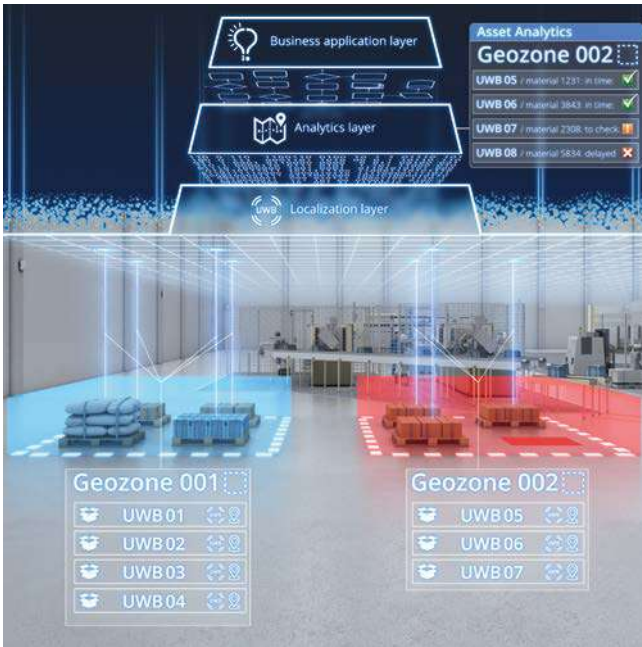 Business application layer
Analytics layer
UWB
Localization layer
Asset Analytics
Geozone 002
UWB 05 / material 1231: in time:
UWB 06 / material 3843: in time:
UWB 07 / material 2308: to check
UWB 08 / material 5834: delayed
Geozone 001
UWB 01
UWB 02
UWB 03
UWB 04
Geozone 002
UWB 05
UWB 06
UWB 07